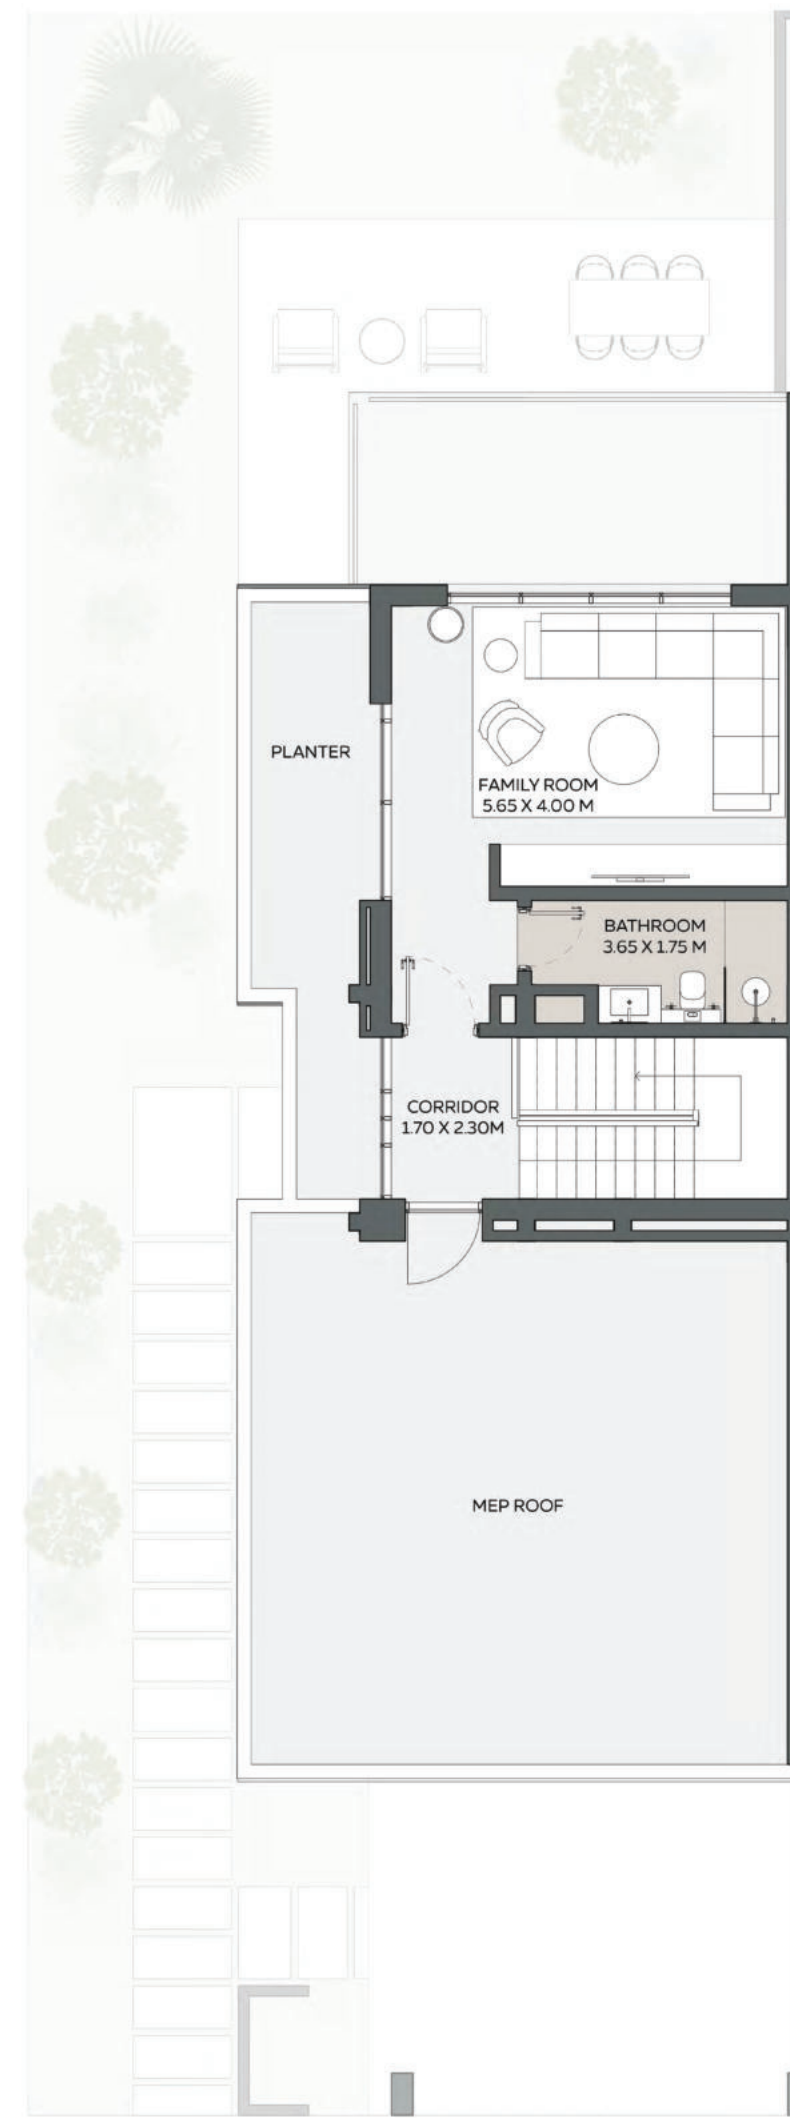 PLANTER
FAMILY ROOM
5.65 X 4.00 M
BATHROOM
3.65 X 1.75 M
CORRIDOR
1.70 X 2.30M
MEP ROOF